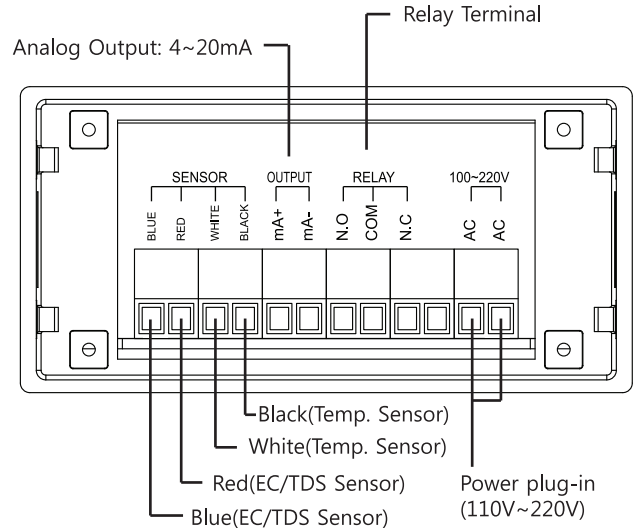 Relay Terminal
Analog Output: 4~20mA
SENSOR OUTPUT RELAY 100~220V
BLUE RED WHITE BLACK mA+ mA- N.O COM N.C AC AC
Black(Temp. Sensor)
White(Temp. Sensor)
Red(EC/TDS Sensor)
Blue(EC/TDS Sensor)
Power plug-in
(110V~220V)